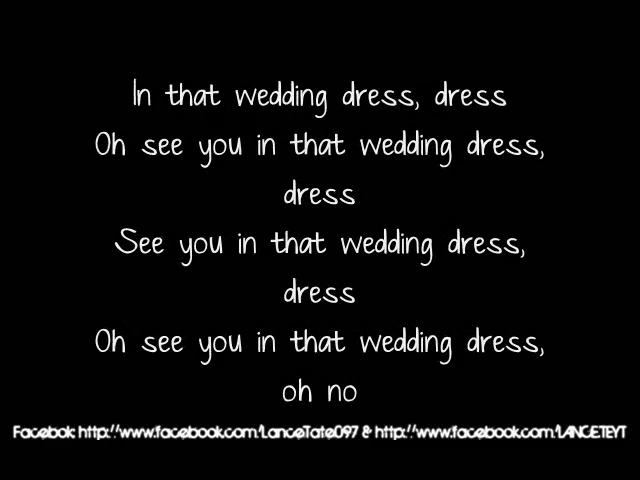 In that wedding dress, dress
Oh see you in that wedding dress,
dress
See you in that wedding dress,
dress
Oh see you in that wedding dress,
oh no
Facebok: http://www.facebook.com/LanceTate097 & http://www.facebook.com/LANCE.TEYT